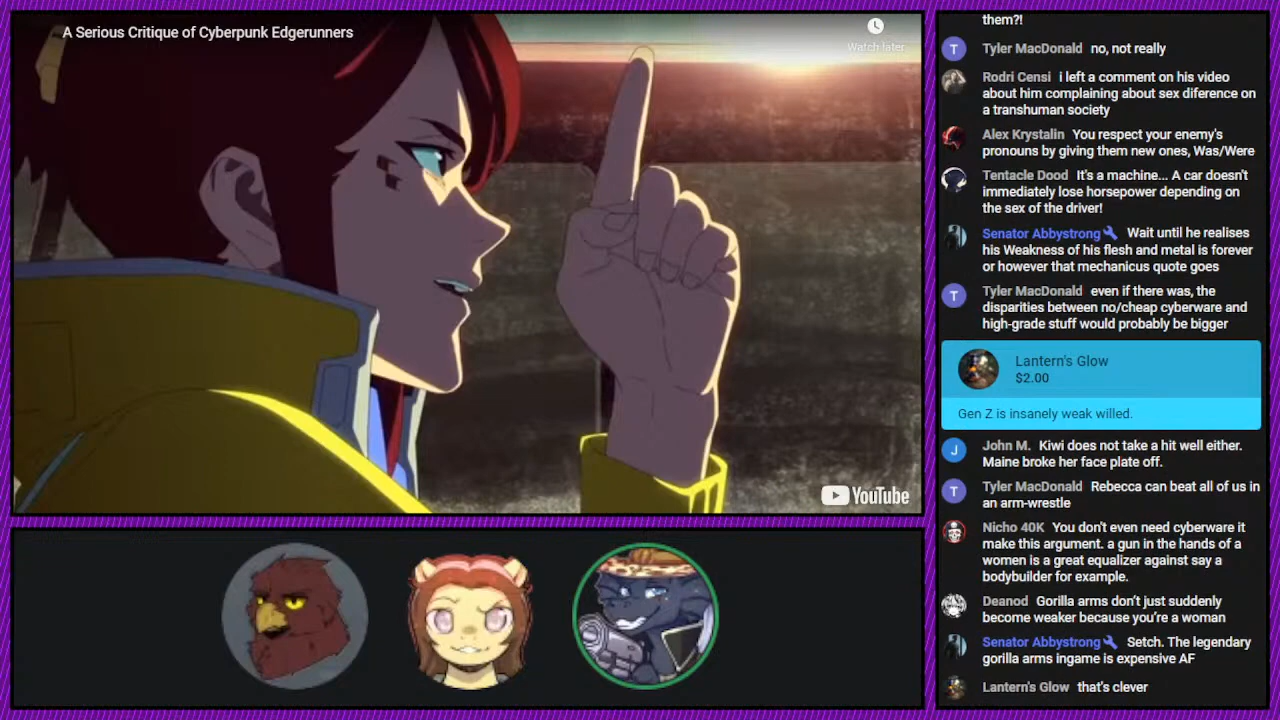 A Serious Critique of Cyberpunk Edgerunners
Watch later
YouTube
them?!
T Tyler MacDonald no, not really
Rodri Censi i left a comment on his video
about him complaining about sex diference on
a transhuman society
Alex Krystalin You respect your enemy's
pronouns by giving them new ones, Was/Were
Tentacle Dood It's a machine... A car doesn't
immediately lose horsepower depending on
the sex of the driver!
Senator Abbystrong Wait until he realises
his Weakness of his flesh and metal is forever
or however that mechanicus quote goes
T Tyler MacDonald even if there was, the
disparities between no/cheap cyberware and
high-grade stuff would probably be bigger
Lantern's Glow
$2.00
Gen Z is insanely weak willed.
J John M. Kiwi does not take a hit well either.
Maine broke her face plate off.
T Tyler MacDonald Rebecca can beat all of us in
an arm-wrestle
Nicho 40K You don't even need cyberware it
make this argument. a gun in the hands of a
women is a great equalizer against say a
bodybuilder for example.
Deanod Gorilla arms don't just suddenly
become weaker because you're a woman
Senator Abbystrong Setch. The legendary
gorilla arms ingame is expensive AF
Lantern's Glow that's clever